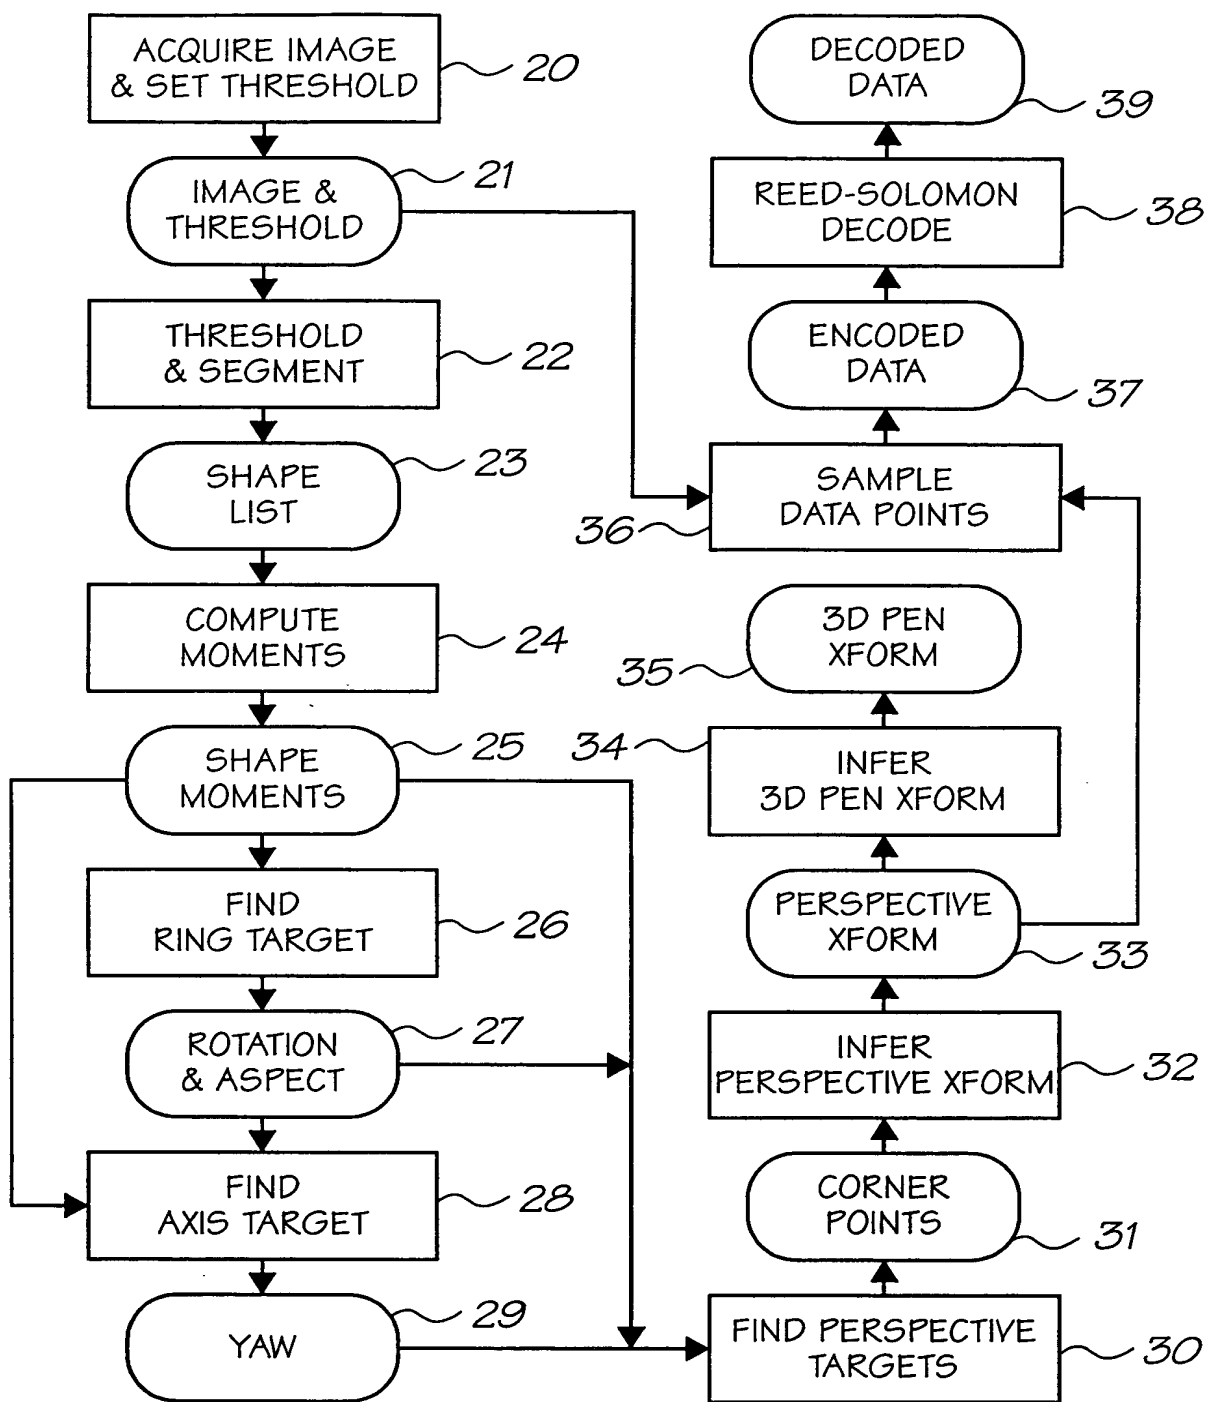 ACQUIRE IMAGE
& SET THRESHOLD
20
IMAGE &
THRESHOLD
21
THRESHOLD
& SEGMENT
22
SHAPE
LIST
23
COMPUTE
MOMENTS
24
SHAPE
MOMENTS
25
FIND
RING TARGET
26
ROTATION
& ASPECT
27
FIND
AXIS TARGET
28
YAW
29
FIND PERSPECTIVE
TARGETS
30
CORNER
POINTS
31
INFER
PERSPECTIVE XFORM
32
PERSPECTIVE
XFORM
33
INFER
3D PEN XFORM
34
3D PEN
XFORM
35
SAMPLE
DATA POINTS
36
ENCODED
DATA
37
REED-SOLOMON
DECODE
38
DECODED
DATA
39